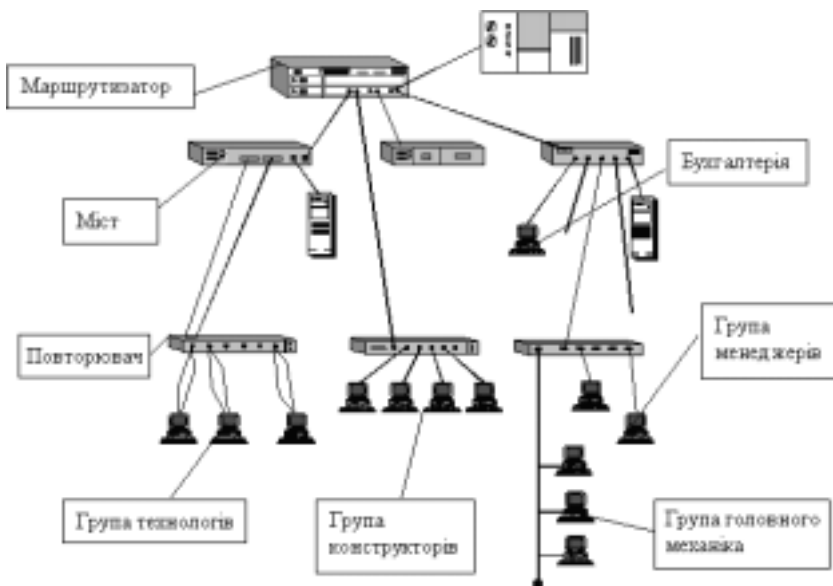 Маршрутизатор
Бухгалтерія
Міст
Група
менеджерів
Повторювач
Група технологів
Група
конструкторів
Група головного
механіка